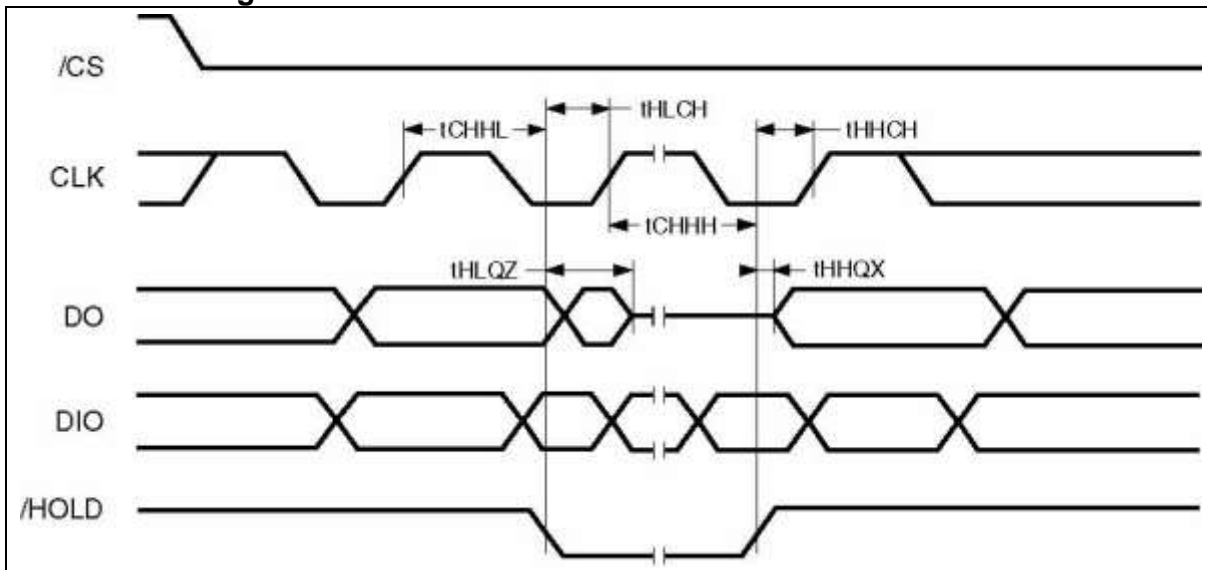 /CS
tHLCH
tCHHL
tHHCH
CLK
tCHHH
tHLQZ
tHHQX
DO
DIO
/HOLD